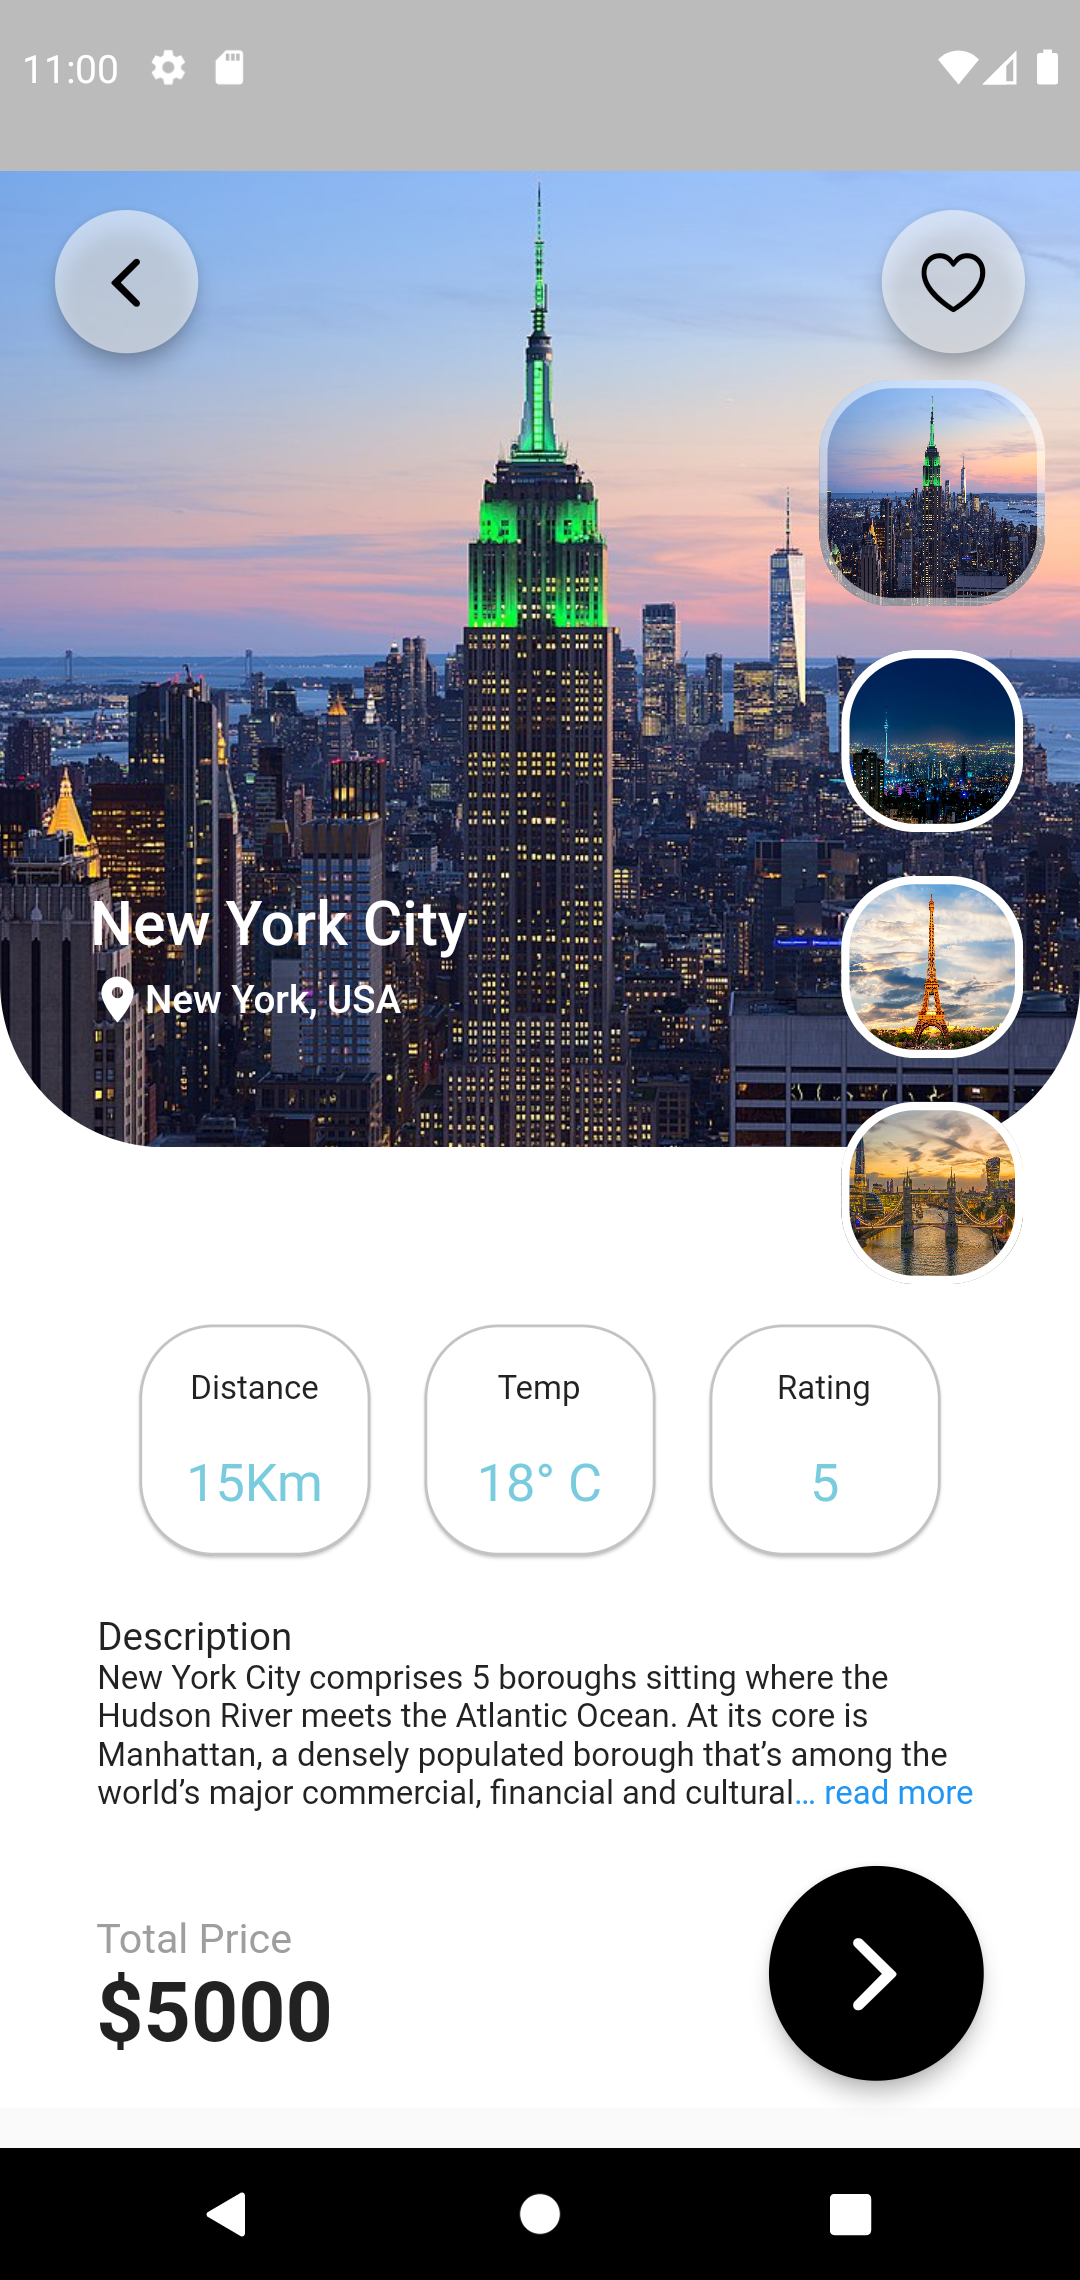 11:00
New York City
New York, USA
Distance
Temp
Rating
15Km
18° C
5
Description
New York City comprises 5 boroughs sitting where the
Hudson River meets the Atlantic Ocean. At its core is
Manhattan, a densely populated borough that’s among the
world’s major commercial, financial and cultural... read more
Total Price
$5000